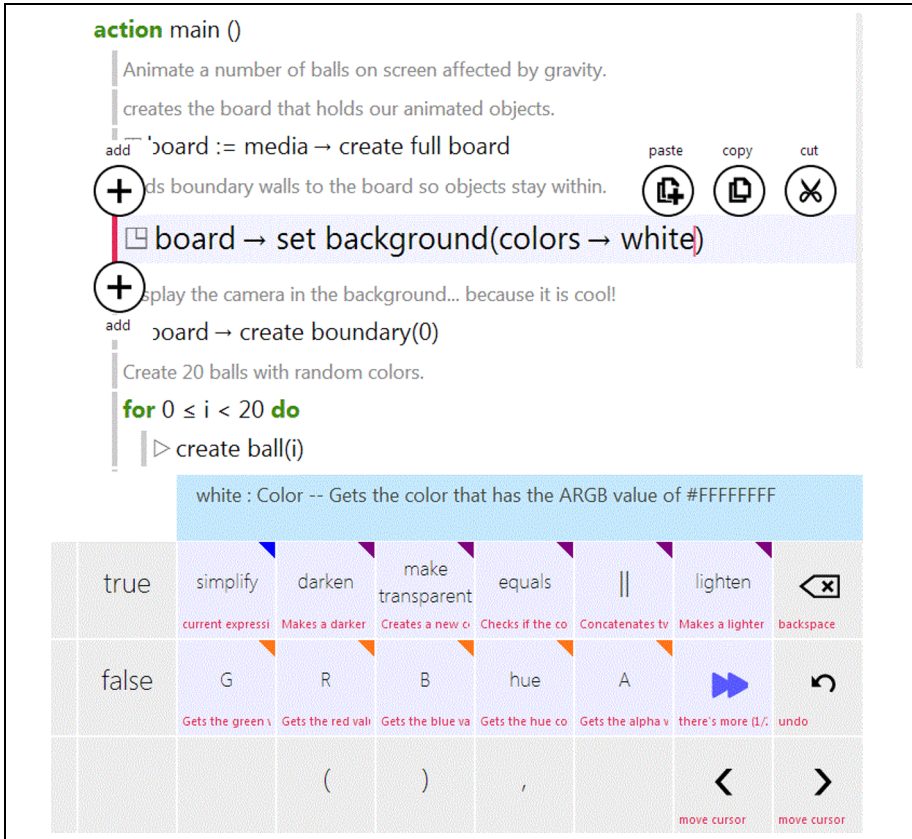 action main ()
Animate a number of balls on screen affected by gravity.
creates the board that holds our animated objects.
add board := media → create full board paste copy cut
ds boundary walls to the board so objects stay within.
board → set background(colors → white)
splay the camera in the background... because it is cool!
add board → create boundary(0)
Create 20 balls with random colors.
for 0 ≤ i < 20 do
create ball(i)
white : Color -- Gets the color that has the ARGB value of #FFFFFFFF
true simplify darken make transparent equals || lighten
current expressi Makes a darker Creates a new c Checks if the co Concatenates tv Makes a lighter backspace
false G R B hue A
Gets the green v Gets the red valu Gets the blue va Gets the hue co Gets the alpha v there's more (1/2 undo
( ) ,
move cursor move cursor